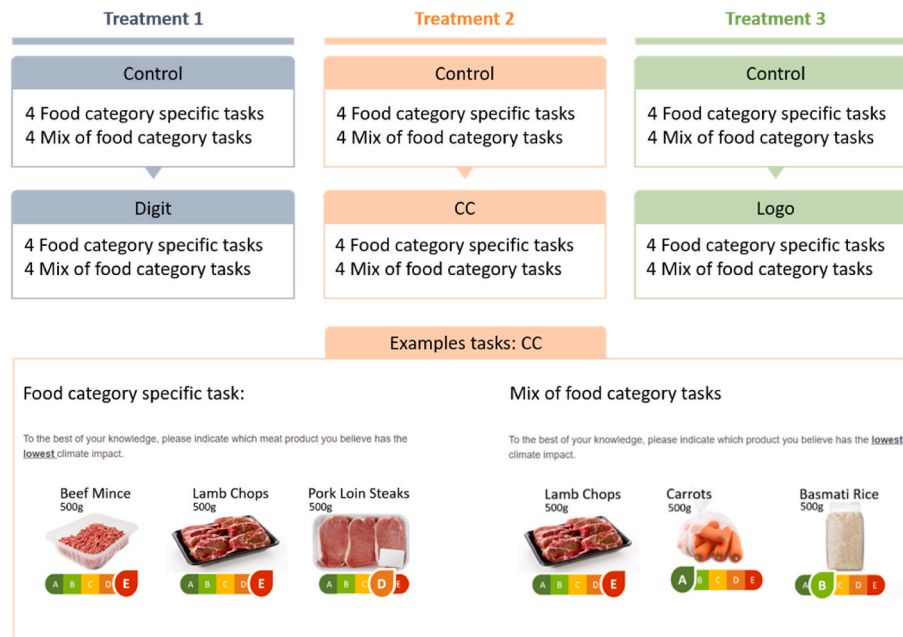 Treatment 1
Treatment 2
Treatment 3
Control
4 Food category specific tasks
4 Mix of food category tasks
Control
4 Food category specific tasks
4 Mix of food category tasks
Control
4 Food category specific tasks
4 Mix of food category tasks
Digit
4 Food category specific tasks
4 Mix of food category tasks
CC
4 Food category specific tasks
4 Mix of food category tasks
Logo
4 Food category specific tasks
4 Mix of food category tasks
Examples tasks: CC
Food category specific task:
To the best of your knowledge, please indicate which meat product you believe has the
lowest climate impact.
Beef Mince
500g
A B C D E
Lamb Chops
500g
A B C D E
Pork Loin Steaks
500g
A B C D E
Mix of food category tasks
To the best of your knowledge, please indicate which product you believe has the lowest
climate impact.
Lamb Chops
500g
A B C D E
Carrots
500g
A B C D E
Basmati Rice
500g
A B C D E